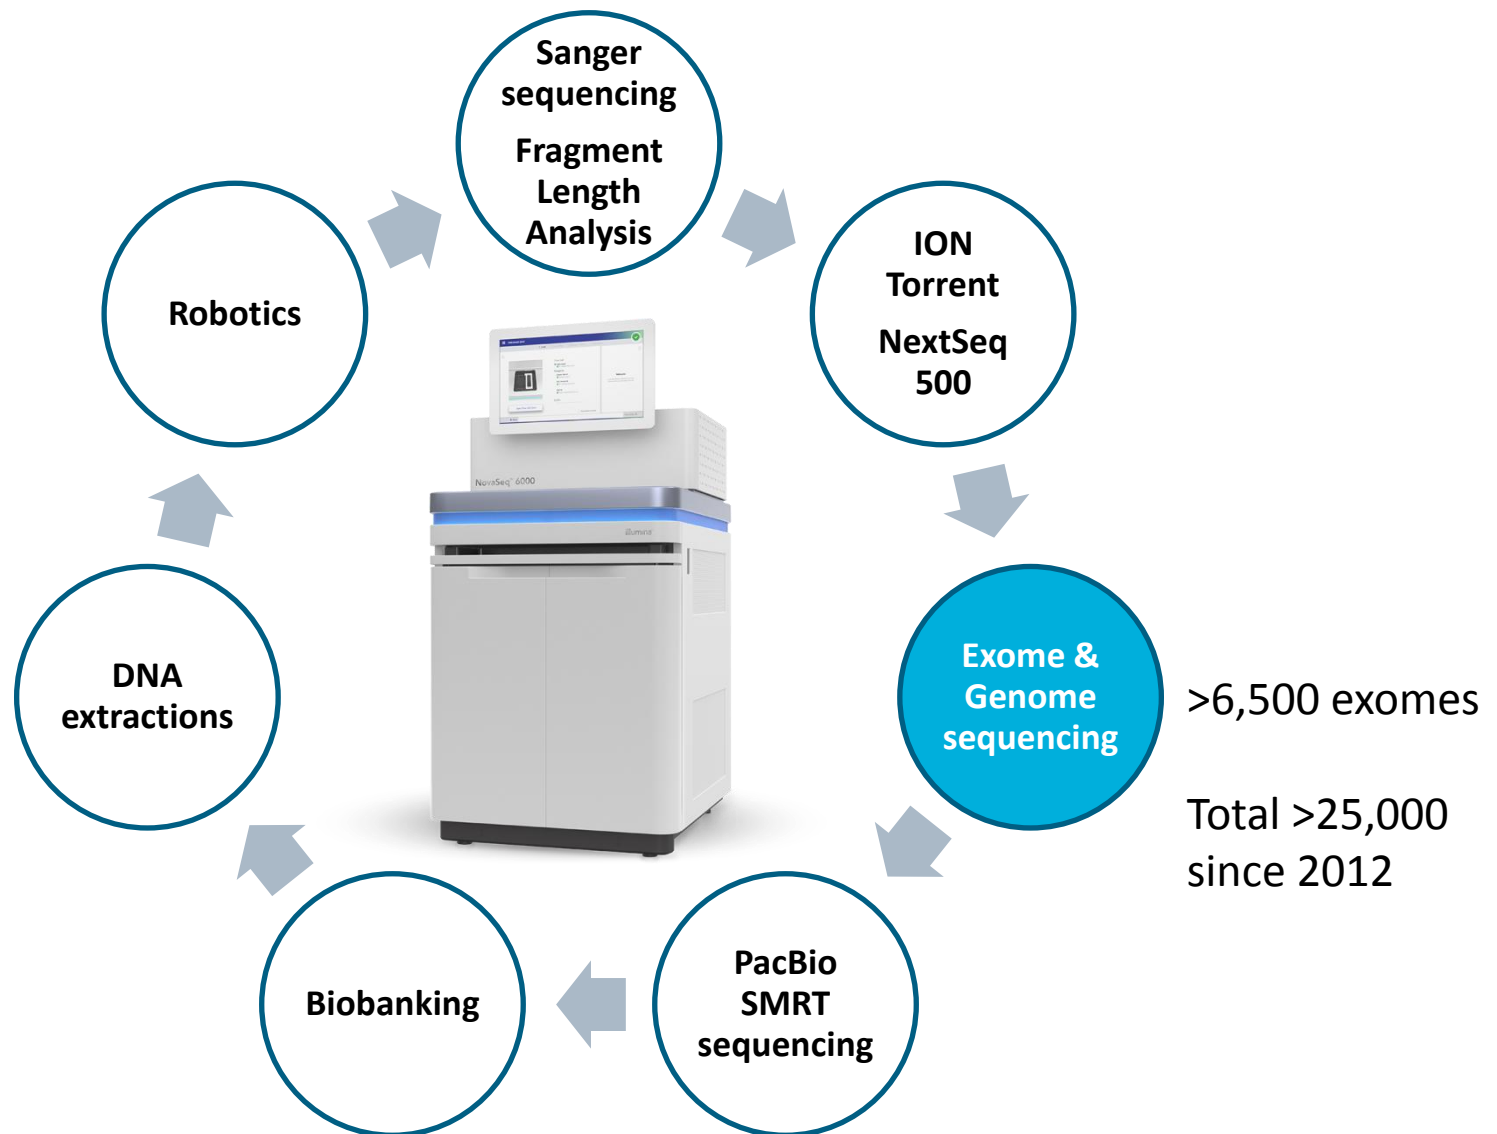 Sanger
sequencing
Fragment
Length
Analysis
ION
Torrent
NextSeq
500
Exome &
Genome
sequencing
>6,500 exomes
Total >25,000
since 2012
PacBio
SMRT
sequencing
Biobanking
DNA
extractions
Robotics
NovaSeq™ 6000
illumina